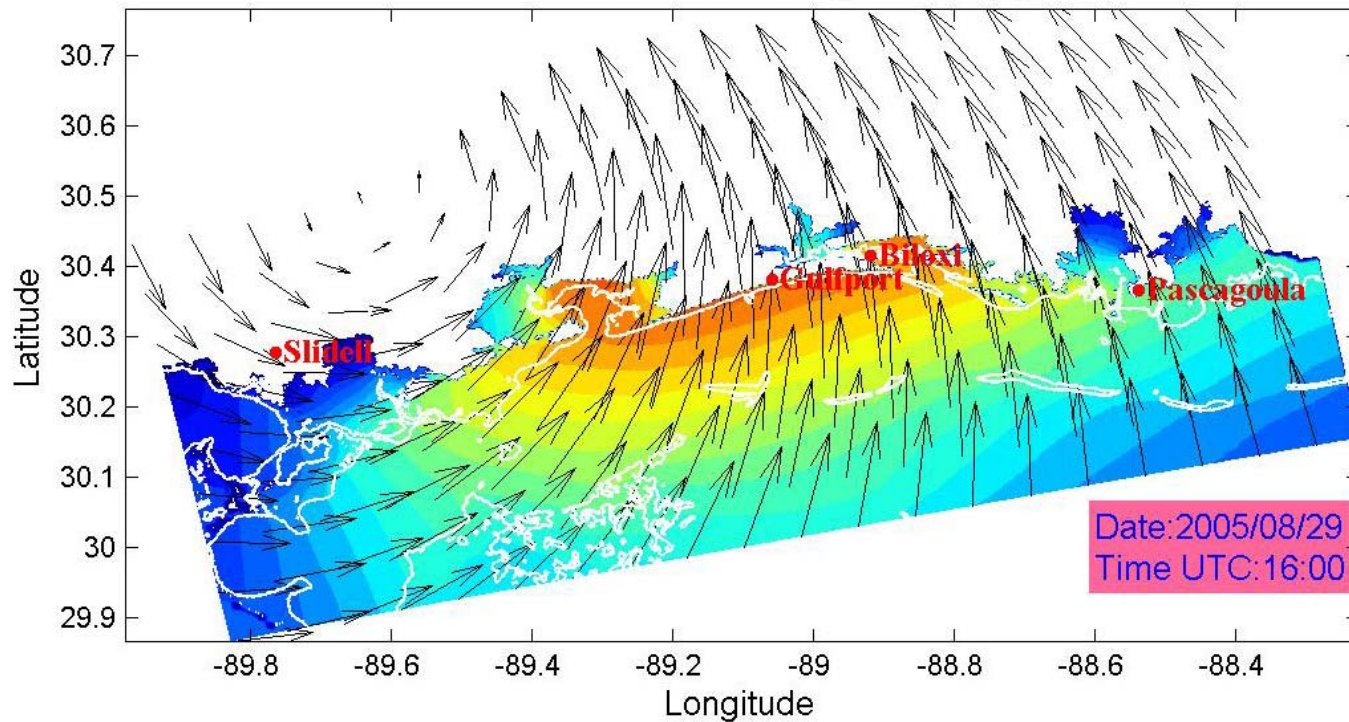 30.7
30.6
30.5
30.4
30.3
30.2
30.1
30
29.9
Latitude
Biloxi
Gulfport
Pascagoula
Slidell
Date:2005/08/29
Time UTC:16:00
-89.8
-89.6
-89.4
-89.2
-89
-88.8
-88.6
-88.4
Longitude